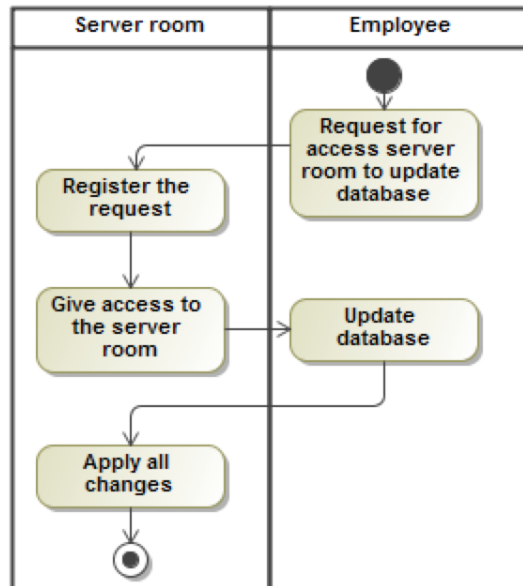 Server room
Employee
Request for
access server
room to update
database
Register the
request
Give access to
the server
room
Update
database
Apply all
changes